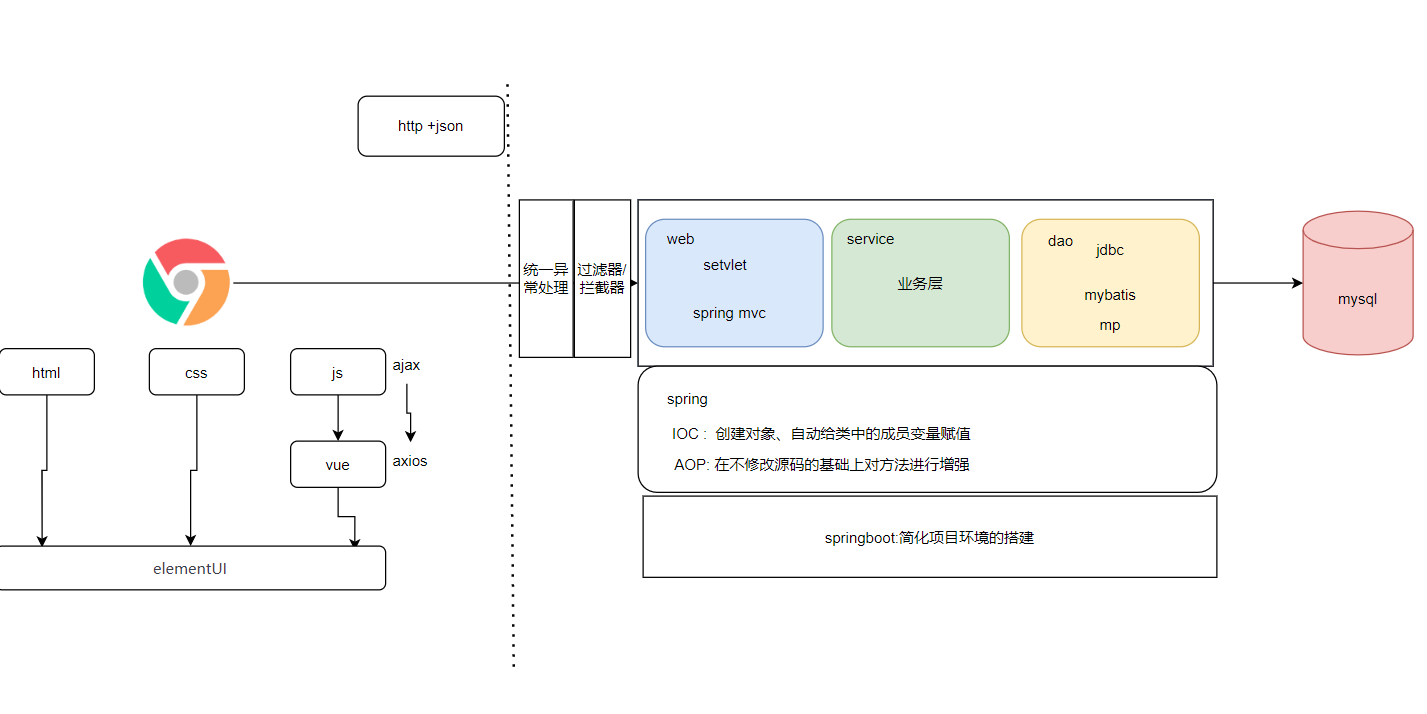 http +json
统一异
常处理
过滤器/
拦截器
web
setvlet
spring mvc
service
业务层
dao
jdbc
mybatis
mp
mysql
html
css
js
ajax
vue
axios
elementUI
spring
IOC : 创建对象、自动给类中的成员变量赋值
AOP: 在不修改源码的基础上对方法进行增强
springboot:简化项目环境的搭建